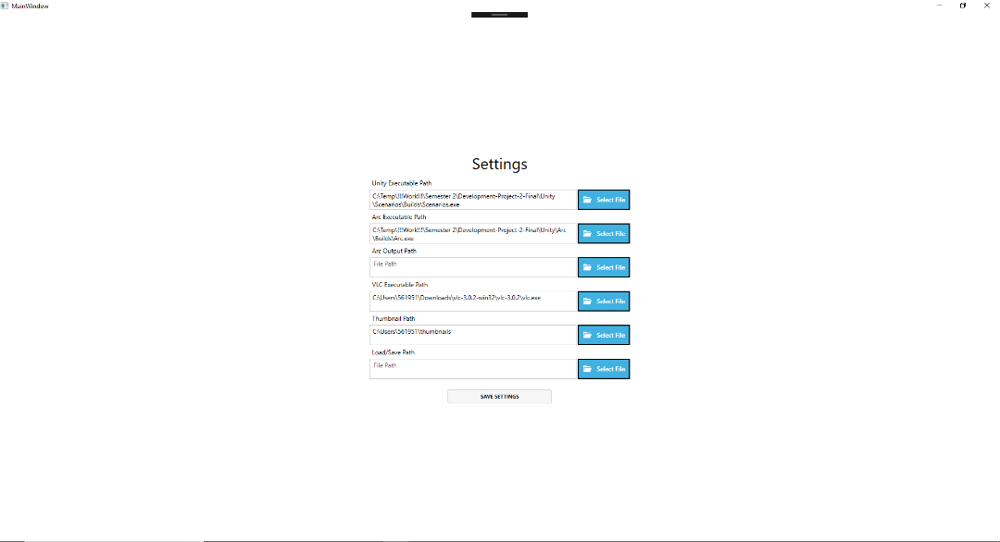 MainWindow
Settings
Unity Executable Path
C:\Temp\!!!Work!!!\Semester 2\Development-Project-2-Final\Unity
\Scenarios\Builds\Scenarios.exe
Select File
Arc Executable Path
C:\Temp\!!!Work!!!\Semester 2\Development-Project-2-Final\Unity\Arc
\Builds\Arc.exe
Select File
Arc Output Path
File Path
Select File
VLC Executable Path
C:\Users\561951\Downloads\vlc-3.0.2-win32\vlc-3.0.2\vlc.exe
Select File
Thumbnail Path
C:\Users\561951\thumbnails
Select File
Load/Save Path
File Path
Select File
SAVE SETTINGS